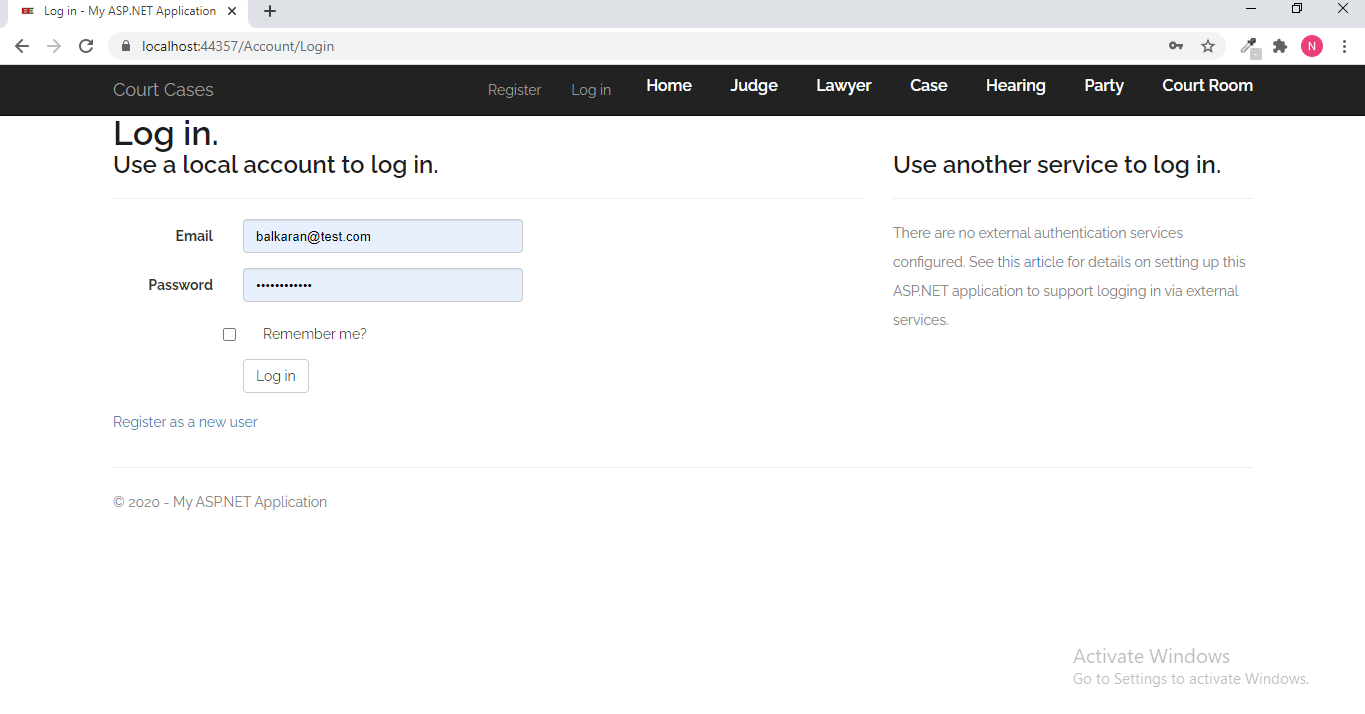 Log in - My ASP.NET Application
localhost:44357/Account/Login
N
Court Cases Register Log in Home Judge Lawyer Case Hearing Party Court Room
Log in.
Use a local account to log in.
Email balkaran@test.com
Password ••••••••••••
Remember me?
Log in
Register as a new user
Use another service to log in.
There are no external authentication services
configured. See this article for details on setting up this
ASP.NET application to support logging in via external
services.
© 2020 - My ASP.NET Application
Activate Windows
Go to Settings to activate Windows.